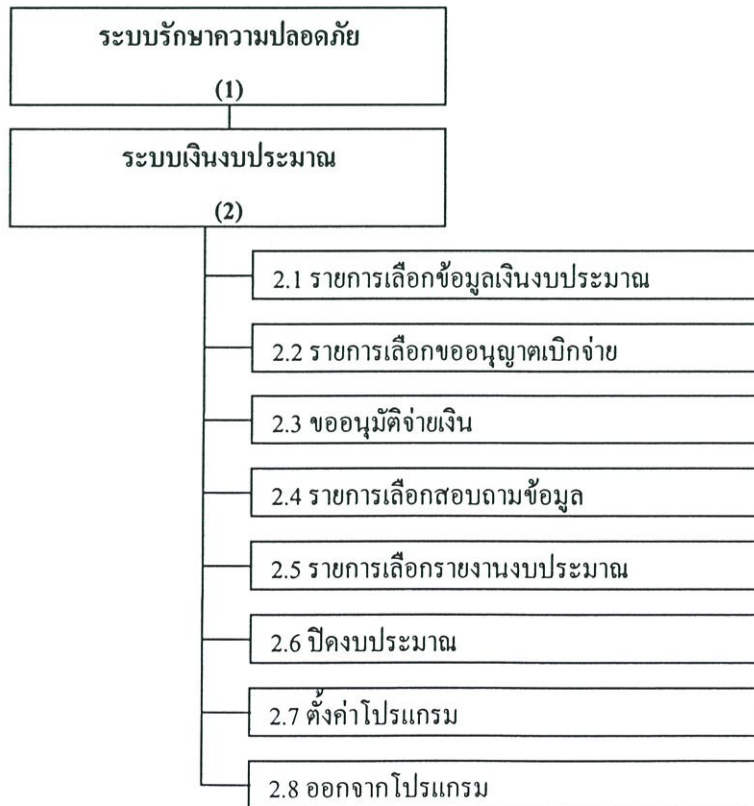 ระบบรักษาความปลอดภัย
(1)
ระบบเงินงบประมาณ
(2)
2.1 รายการเลือกข้อมูลเงินงบประมาณ
2.2 รายการเลือกขออนุญาตเบิกจ่าย
2.3 ขออนุมัติจ่ายเงิน
2.4 รายการเลือกสอบถามข้อมูล
2.5 รายการเลือกรายงานงบประมาณ
2.6 ปิดงบประมาณ
2.7 ตั้งค่าโปรแกรม
2.8 ออกจากโปรแกรม